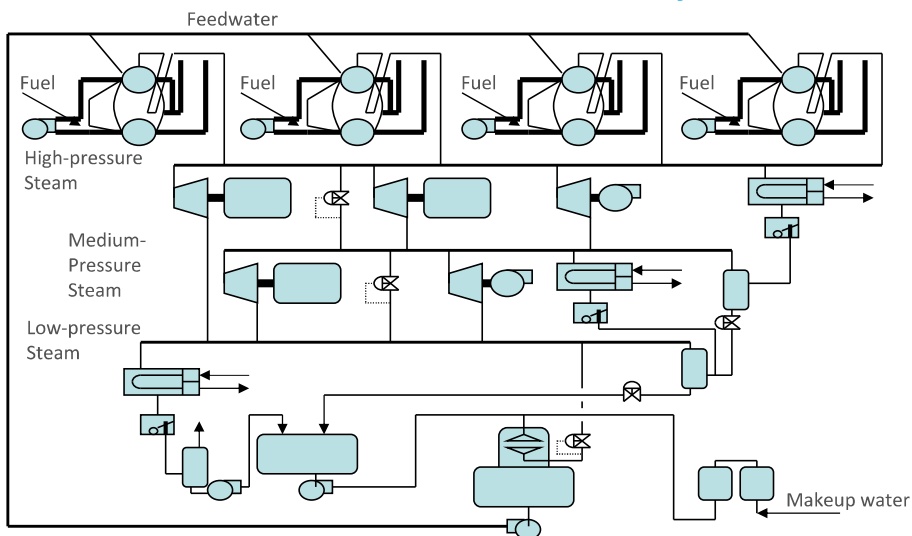 Feedwater
Fuel
Fuel
Fuel
Fuel
High-pressure
Steam
Medium-
Pressure
Steam
Low-pressure
Steam
Makeup water